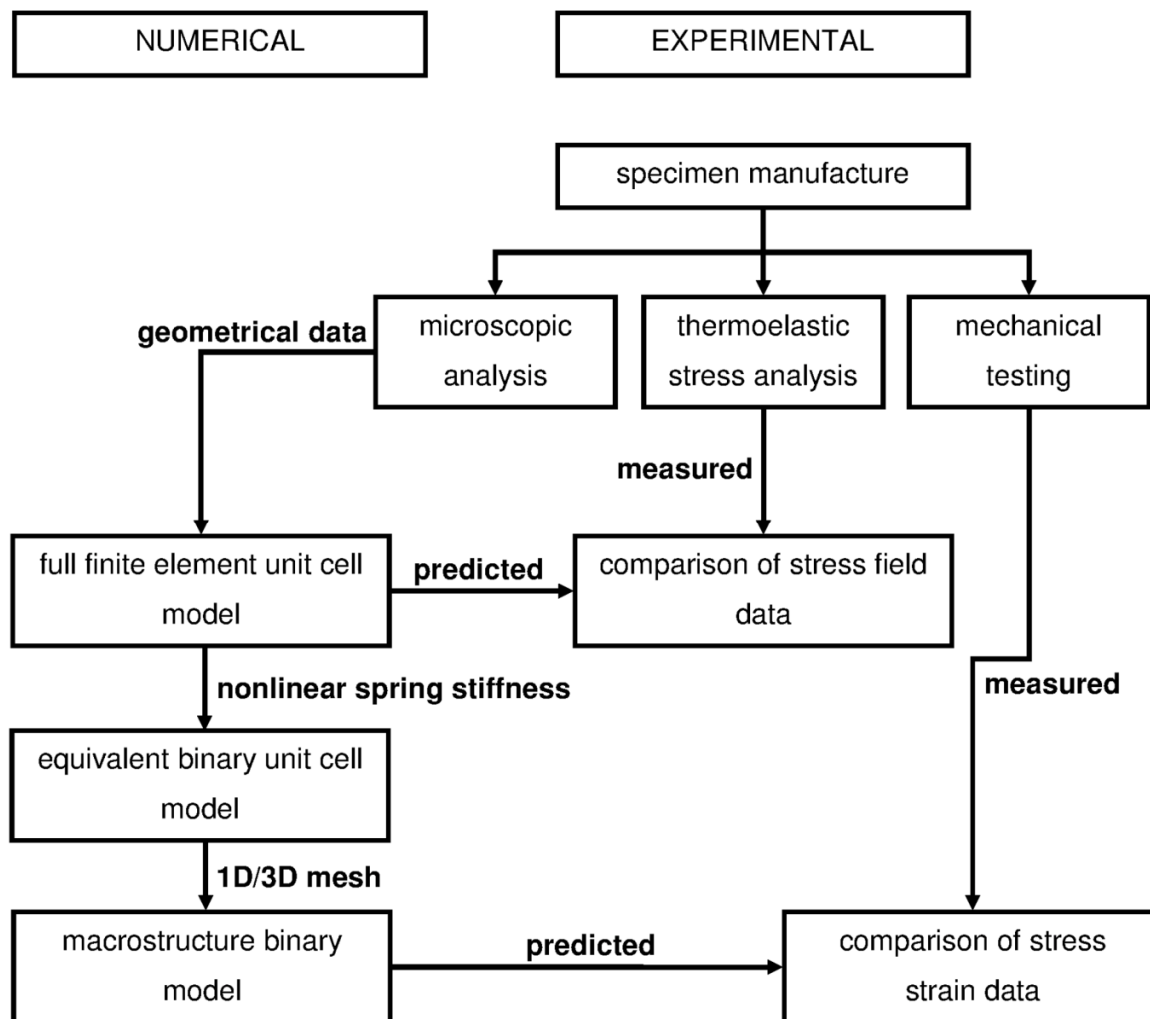 NUMERICAL
EXPERIMENTAL
specimen manufacture
microscopic
analysis
thermoelastic
stress analysis
mechanical
testing
geometrical data
measured
full finite element unit cell
model
predicted
comparison of stress field
data
nonlinear spring stiffness
measured
equivalent binary unit cell
model
1D/3D mesh
macrostructure binary
model
predicted
comparison of stress
strain data